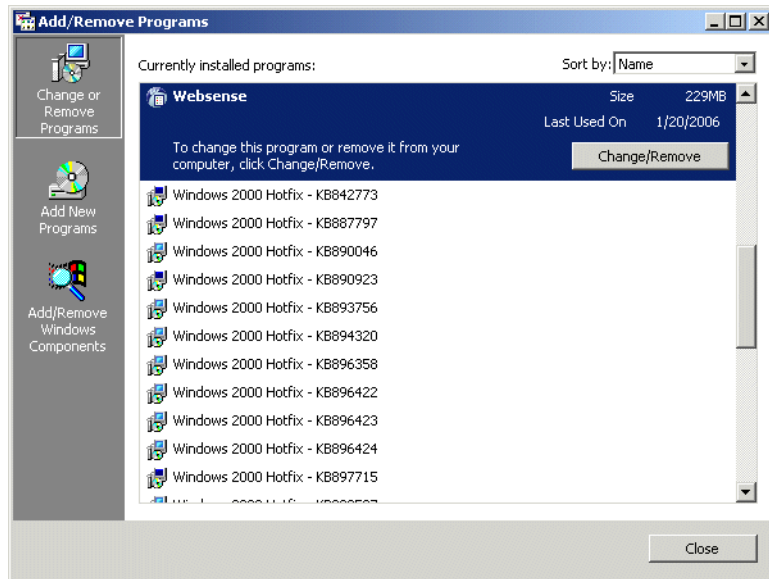 Add/Remove Programs
Change or
Remove
Programs
Add New
Programs
Add/Remove
Windows
Components
Currently installed programs:
Sort by: Name
Websense
Size 229MB
Last Used On 1/20/2006
To change this program or remove it from your
computer, click Change/Remove.
Change/Remove
Windows 2000 Hotfix - KB842773
Windows 2000 Hotfix - KB887797
Windows 2000 Hotfix - KB890046
Windows 2000 Hotfix - KB890923
Windows 2000 Hotfix - KB893756
Windows 2000 Hotfix - KB894320
Windows 2000 Hotfix - KB896358
Windows 2000 Hotfix - KB896422
Windows 2000 Hotfix - KB896423
Windows 2000 Hotfix - KB896424
Windows 2000 Hotfix - KB897715
Close